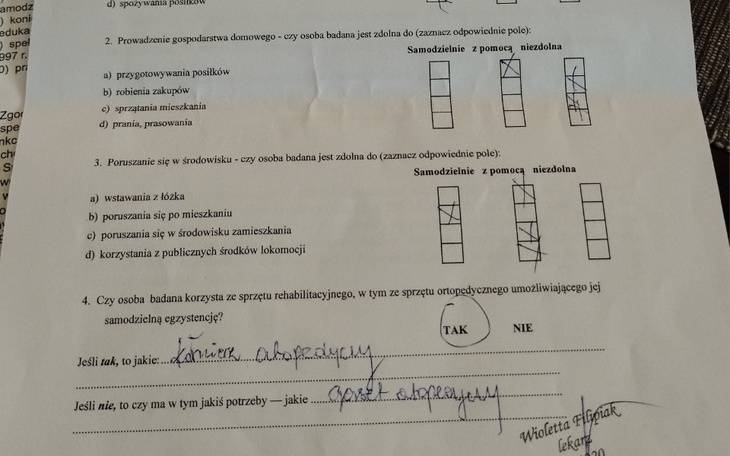 d) spożywania posiłków
amodz
) koni
eduka
) spe
997 r.
0) pr
2. Prowadzenie gospodarstwa domowego - czy osoba badana jest zdolna do (zaznacz odpowiednie pole):
Samodzielnie z pomocą niezdolna
a) przygotowywania posiłków
b) robienia zakupów
c) sprzątania mieszkania
d) prania, prasowania
Zgo
spe
nkc
ch
3. Poruszanie się w środowisku - czy osoba badana jest zdolna do (zaznacz odpowiednie pole):
Samodzielnie z pomocą niezdolna
a) wstawania z łóżka
b) poruszania się po mieszkaniu
c) poruszania się w środowisku zamieszkania
d) korzystania z publicznych środków lokomocji
4. Czy osoba badana korzysta ze sprzętu rehabilitacyjnego, w tym ze sprzętu ortopedycznego umożliwiającego jej
samodzielną egzystencję?
TAK NIE
Jeśli tak, to jakie: kołnierz ortopedyczny
Jeśli nie, to czy ma w tym jakiś potrzeby — jakie gorset ortopedyczny
Wioletta Filipiak
lekarz